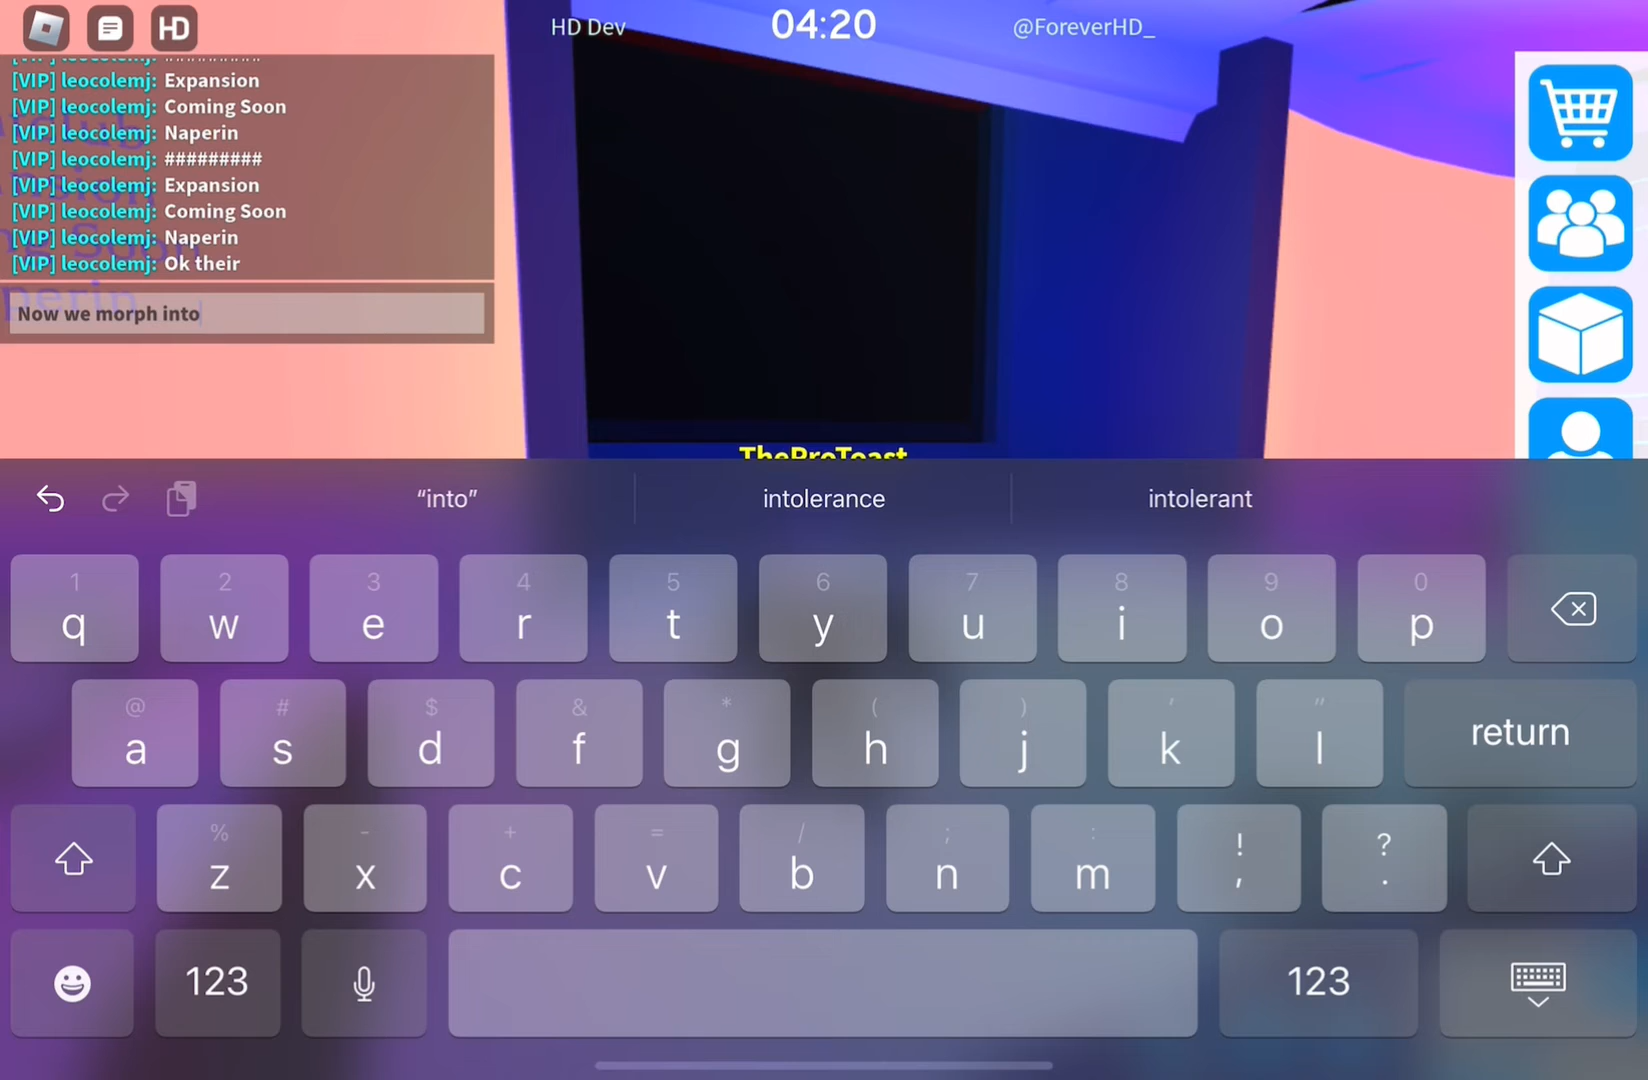 HD
HD Dev
04:20
@ForeverHD_
[VIP] leocolemj: #########
[VIP] leocolemj: Expansion
[VIP] leocolemj: Coming Soon
[VIP] leocolemj: Naperin
[VIP] leocolemj: #########
[VIP] leocolemj: Expansion
[VIP] leocolemj: Coming Soon
[VIP] leocolemj: Naperin
[VIP] leocolemj: Ok their
Now we morph into
TheProToast
“into” intolerance intolerant
1 2 3 4 5 6 7 8 9 0
q w e r t y u i o p
@ # $ & * ( ) ' "
a s d f g h j k l return
% - + = / ; : ! ?
z x c v b n m , .
123 123